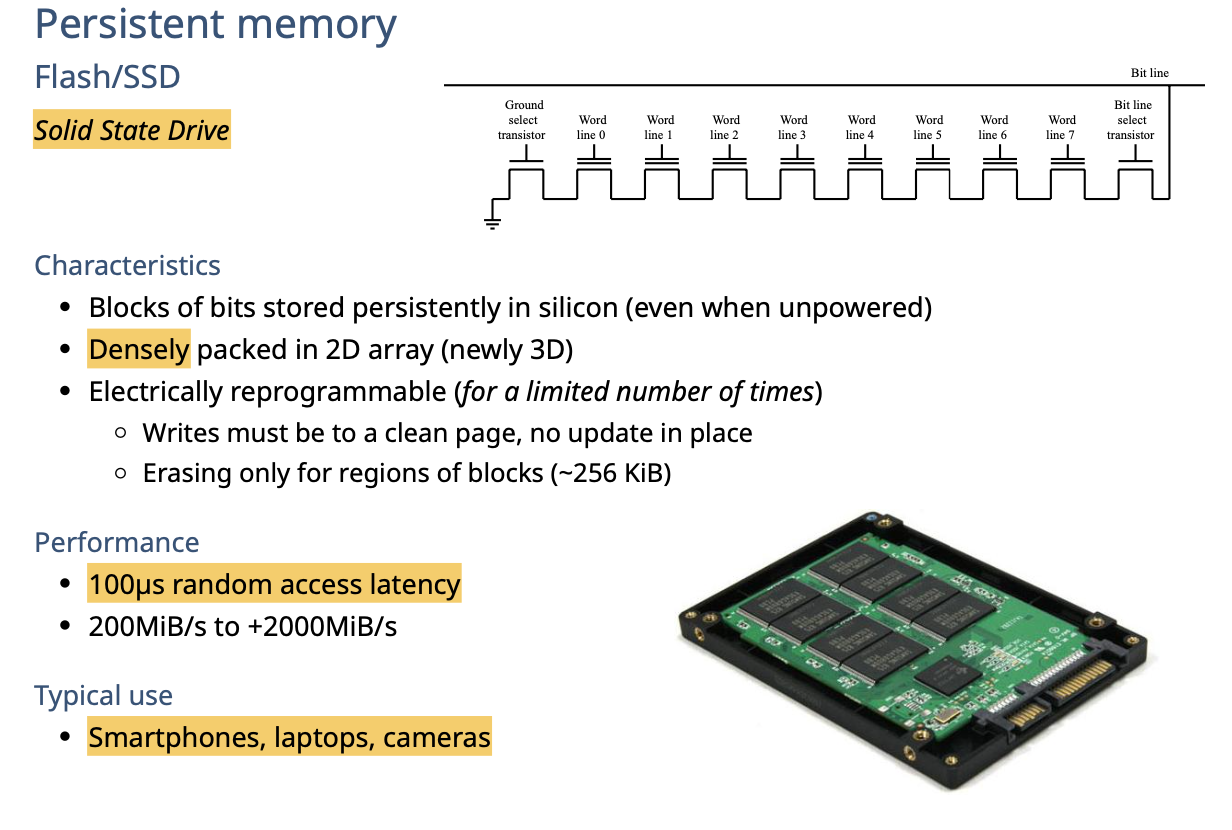 Persistent memory
Flash/SSD
Solid State Drive
Bit line
Ground select transistor
Word line 0
Word line 1
Word line 2
Word line 3
Word line 4
Word line 5
Word line 6
Word line 7
Bit line select transistor
Characteristics
• Blocks of bits stored persistently in silicon (even when unpowered)
• Densely packed in 2D array (newly 3D)
• Electrically reprogrammable (for a limited number of times)
○ Writes must be to a clean page, no update in place
○ Erasing only for regions of blocks (~256 KiB)
Performance
• 100μs random access latency
• 200MiB/s to +2000MiB/s
Typical use
• Smartphones, laptops, cameras